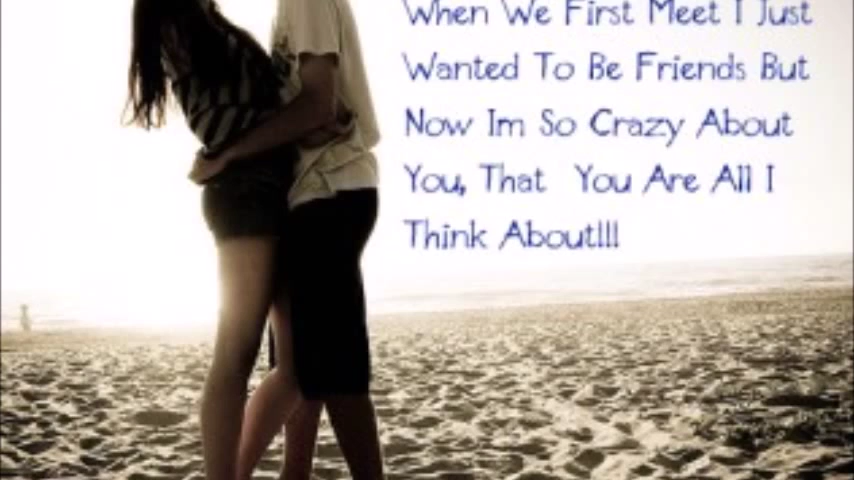 When We First Meet I Just
Wanted To Be Friends But
Now Im So Crazy About
You, That You Are All I
Think About!!!